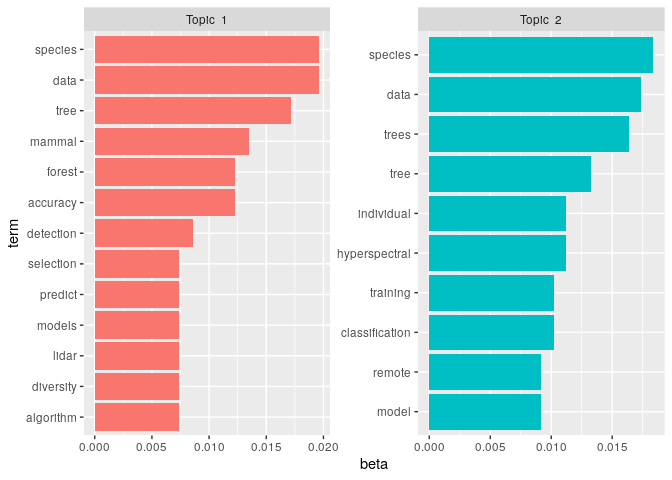 Topic 1
Topic 2
term
species
data
tree
mammal
forest
accuracy
detection
selection
predict
models
lidar
diversity
algorithm
0.000 0.005 0.010 0.015 0.020
species
data
trees
tree
individual
hyperspectral
training
classification
remote
model
0.000 0.005 0.010 0.015
beta